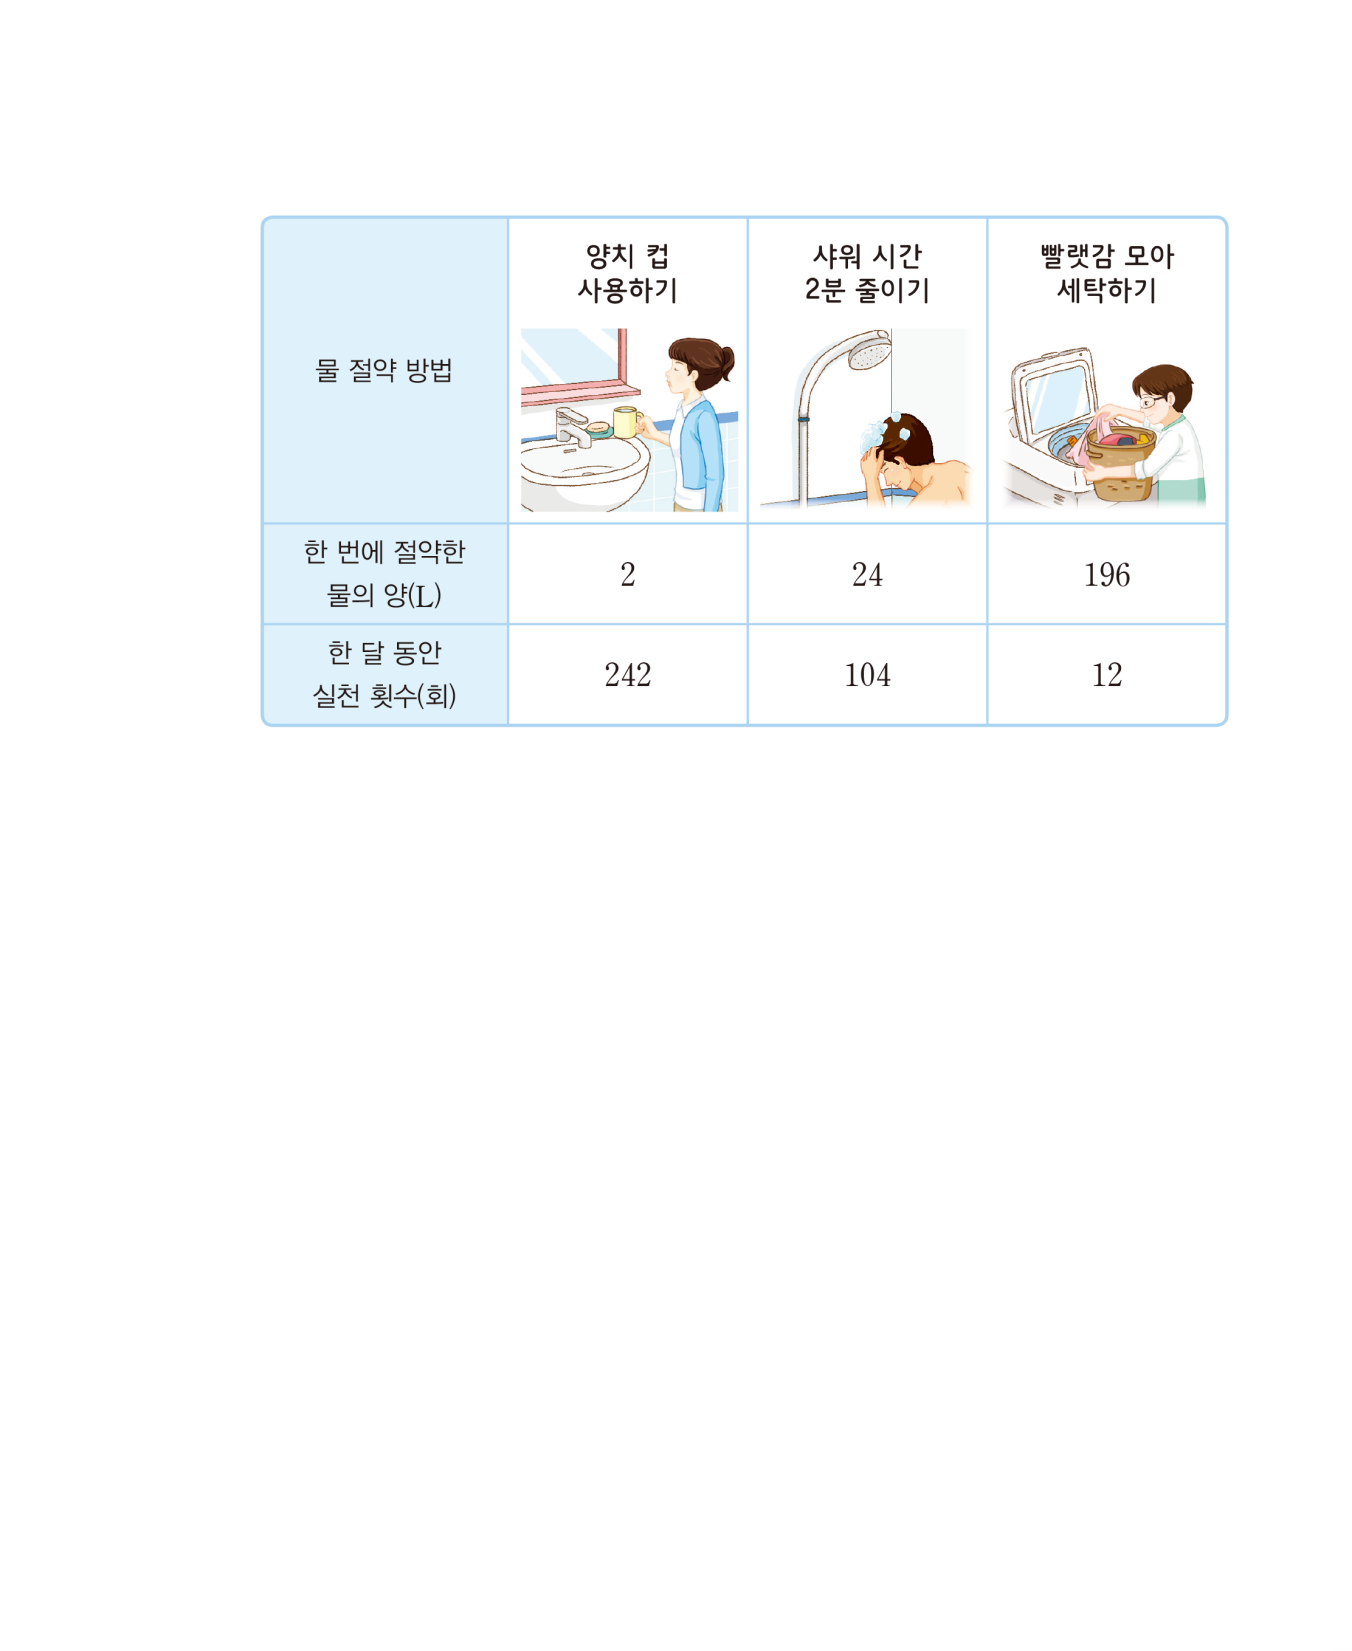 양치 컵
사용하기
샤워 시간
2분 줄이기
빨랫감 모아
세탁하기
물 절약 방법
한 번에 절약한
물의 양(L)
2
24
196
한 달 동안
실천 횟수(회)
242
104
12